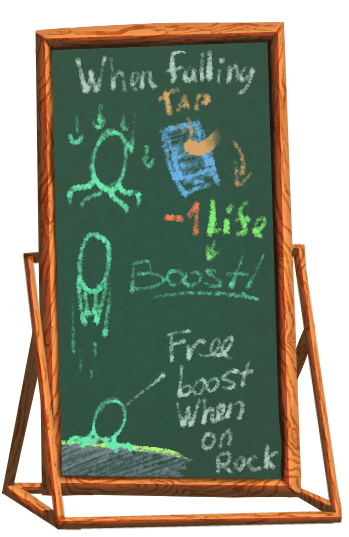 When falling
TAP
-1 Life
Boost!
Free
boost
When
on
Rock